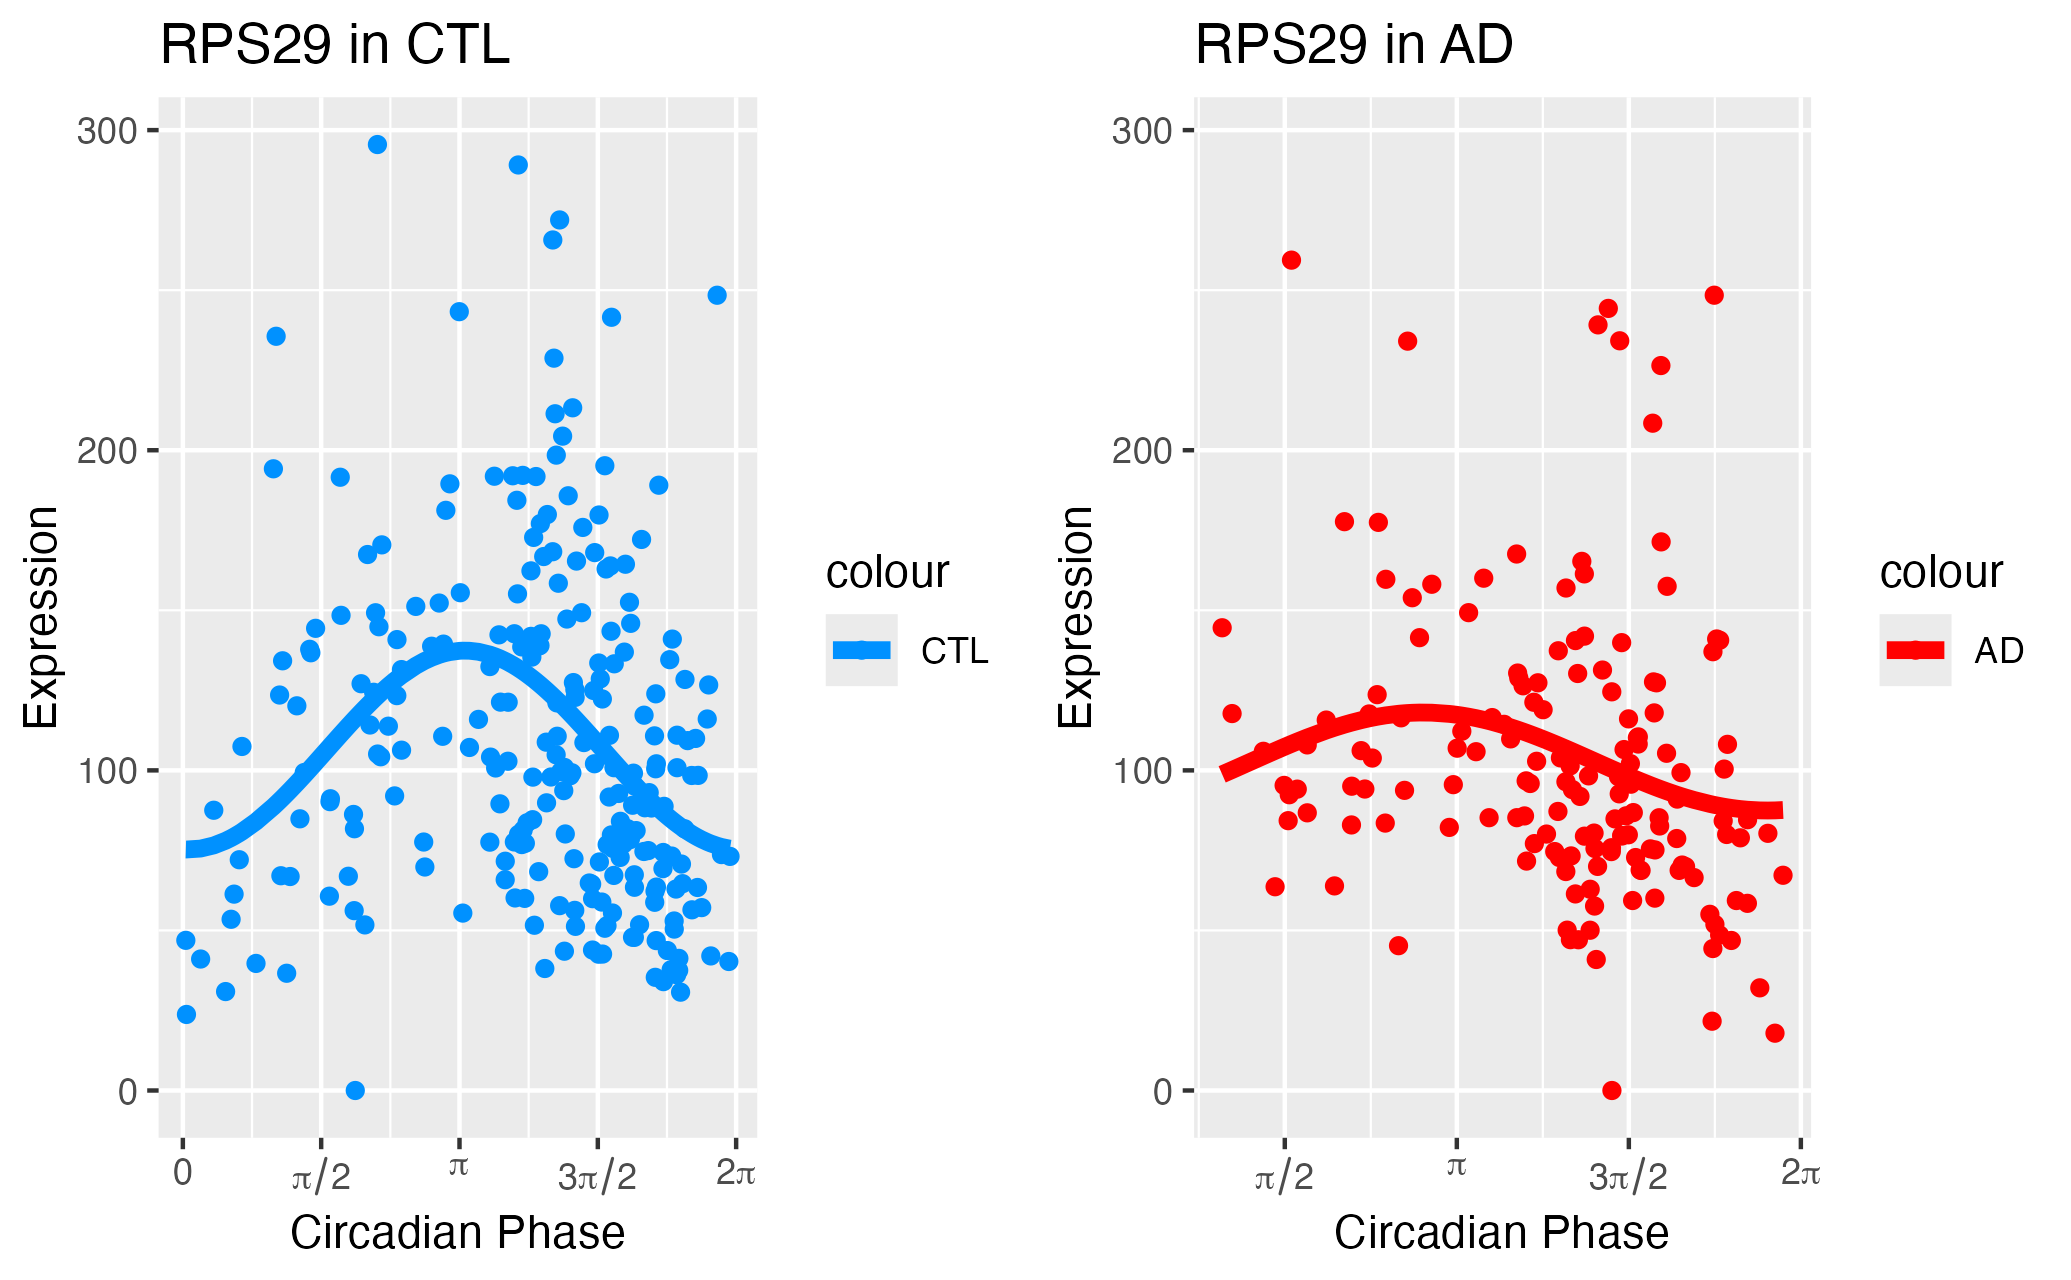 RPS29 in CTL
300
200
100
0
Expression
0 π/2 π 3π/2 2π
Circadian Phase
colour
CTL
RPS29 in AD
300
200
100
0
Expression
π/2 π 3π/2 2π
Circadian Phase
colour
AD